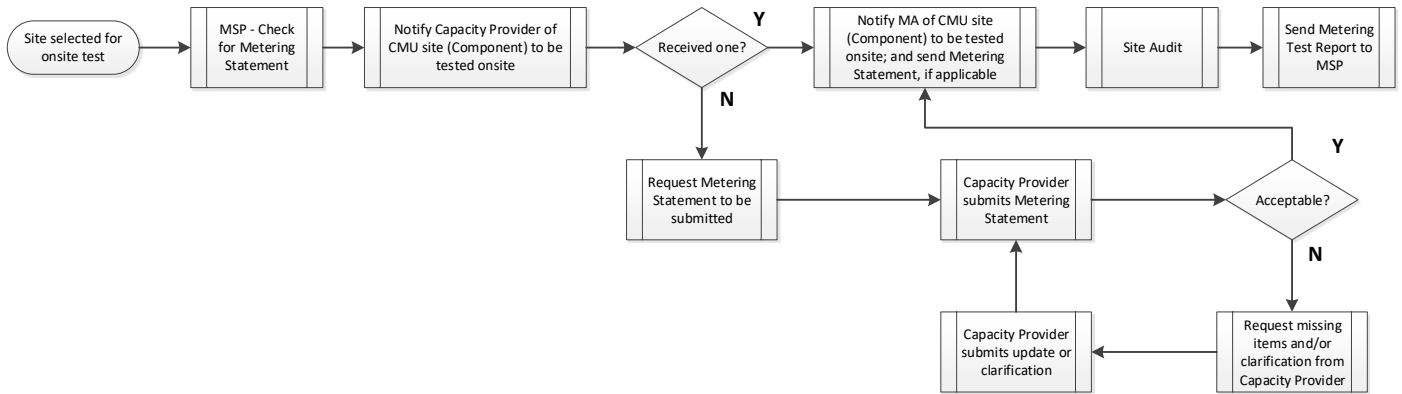 Site selected for
onsite test
MSP - Check
for Metering
Statement
Notify Capacity Provider of
CMU site (Component) to be
tested onsite
Received one?
Y
N
Notify MA of CMU site
(Component) to be tested
onsite; and send Metering
Statement, if applicable
Site Audit
Send Metering
Test Report to
MSP
Request Metering
Statement to be
submitted
Capacity Provider
submits Metering
Statement
Acceptable?
Y
N
Capacity Provider
submits update or
clarification
Request missing
items and/or
clarification from
Capacity Provider